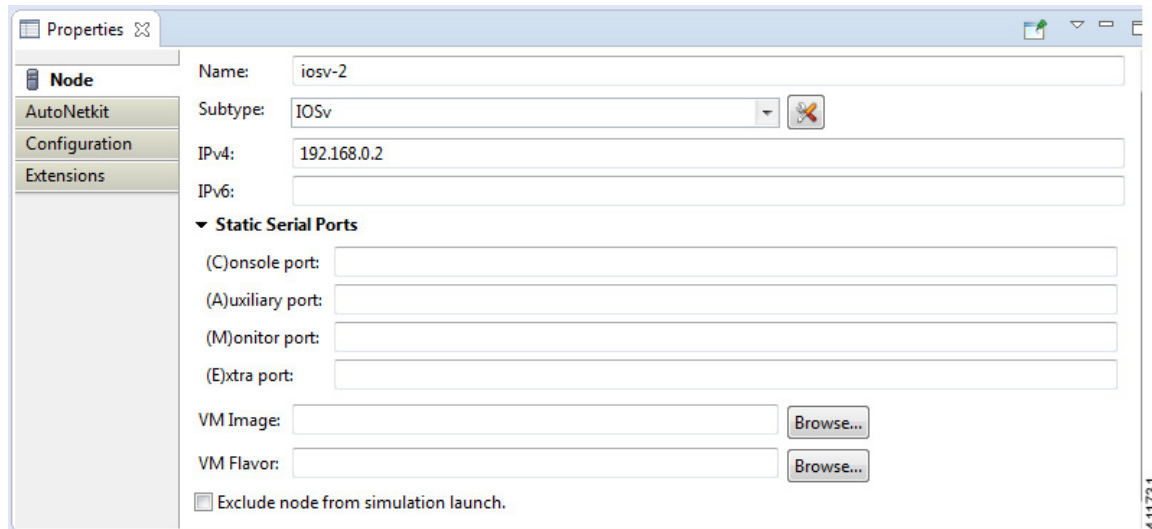 Properties
Node
AutoNetkit
Configuration
Extensions
Name: iosv-2
Subtype: IOSv
IPv4: 192.168.0.2
IPv6:
Static Serial Ports
(C)onsole port:
(A)uxiliary port:
(M)onitor port:
(E)xtra port:
VM Image: Browse...
VM Flavor: Browse...
Exclude node from simulation launch.
411731